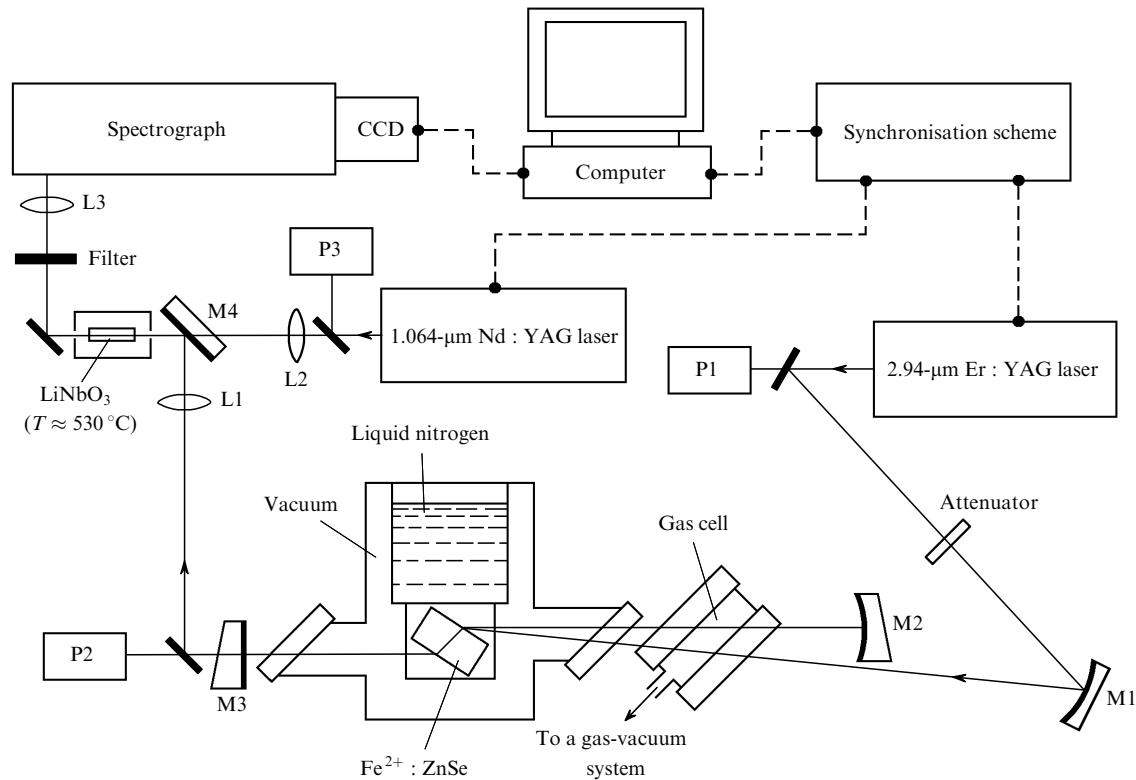 Spectrograph
CCD
Computer
Synchronisation scheme
L3
Filter
P3
M4
1.064-μm Nd : YAG laser
L2
P1
2.94-μm Er : YAG laser
LiNbO₃
(T ≈ 530 °C)
L1
Liquid nitrogen
Vacuum
Gas cell
Attenuator
P2
M3
M2
M1
To a gas-vacuum
system
Fe²⁺ : ZnSe